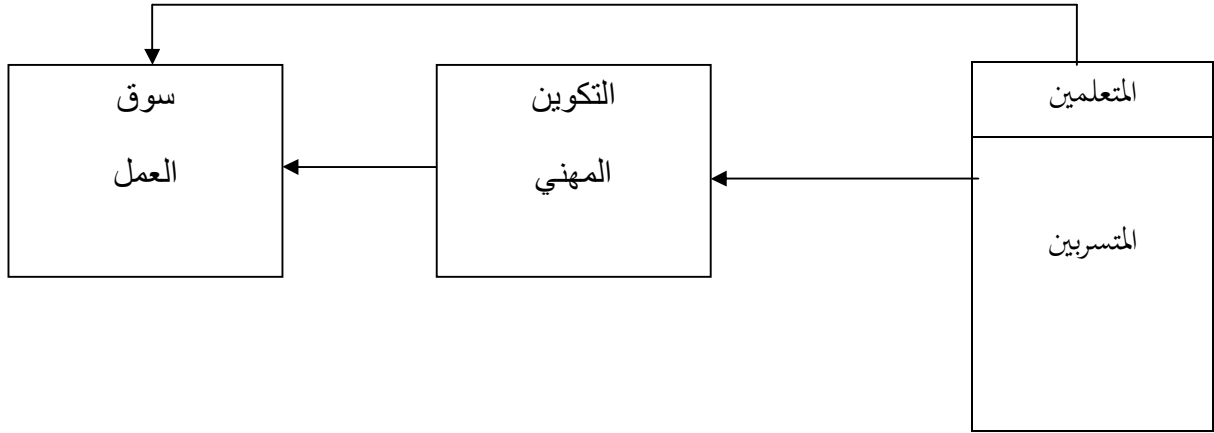 المتعلمين
المتسربين
التكوين
المهني
سوق
العمل